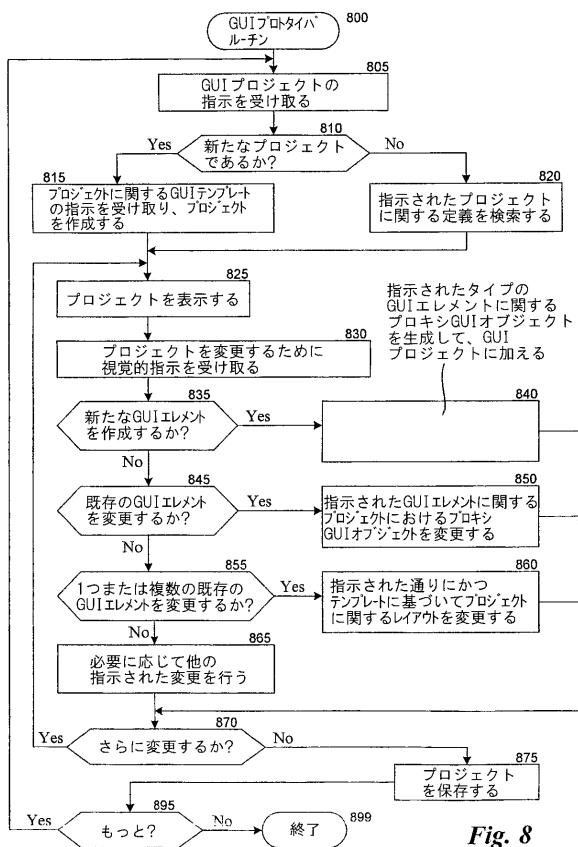 GUIプロトタイパ
ルーチン
800
805
GUIプロジェクトの
指示を受け取る
810
Yes
新たなプロジェクト
であるか?
No
815
プロジェクトに関するGUIテンプレート
の指示を受け取り、プロジェクト
を作成する
820
指示されたプロジェクト
に関する定義を検索する
825
プロジェクトを表示する
指示されたタイプの
GUIエレメントに関する
プロキシGUIオブジェクト
を生成して、GUI
プロジェクトに加える
830
プロジェクトを変更するために
視覚的指示を受け取る
835
新たなGUIエレメント
を作成するか?
Yes
840
No
845
既存のGUIエレメント
を変更するか?
Yes
850
指示されたGUIエレメントに関する
プロジェクトにおけるプロキシ
GUIオブジェクトを変更する
No
855
1つまたは複数の既存の
GUIエレメントを変更するか?
Yes
860
指示された通りにかつ
テンプレートに基づいてプロジェクト
に関するレイアウトを変更する
No
865
必要に応じて他の
指示された変更を行う
870
Yes
さらに変更するか?
No
875
プロジェクト
を保存する
895
Yes
もっと?
No
終了
899
Fig. 8